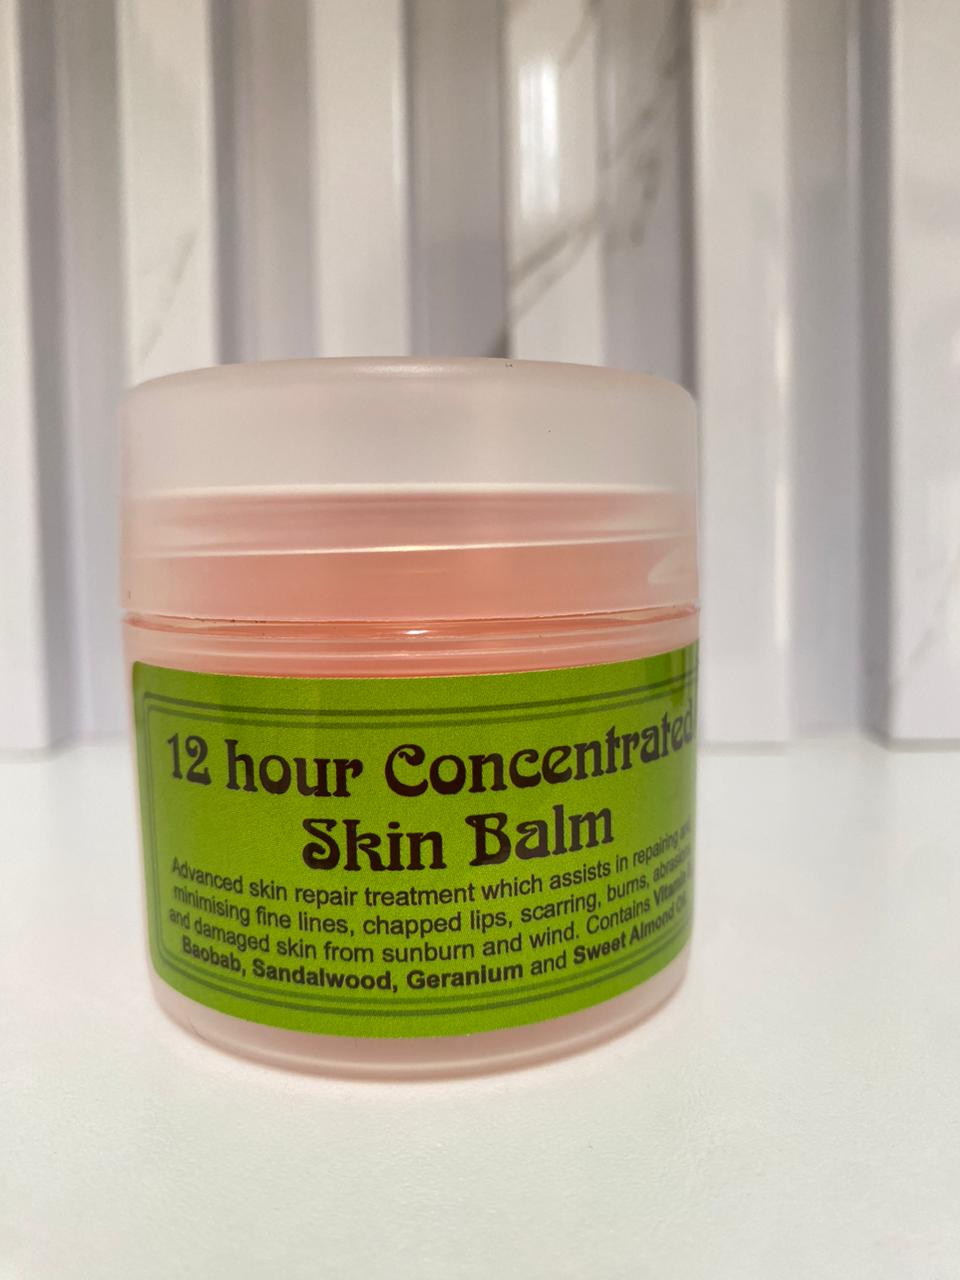 12 hour Concentrated
Skin Balm
Advanced skin repair treatment which assists in repairing and
minimising fine lines, chapped lips, scarring, burns,
and damaged skin from sunburn and wind. Contains Vitamin
Baobab, Sandalwood, Geranium and Sweet Almond